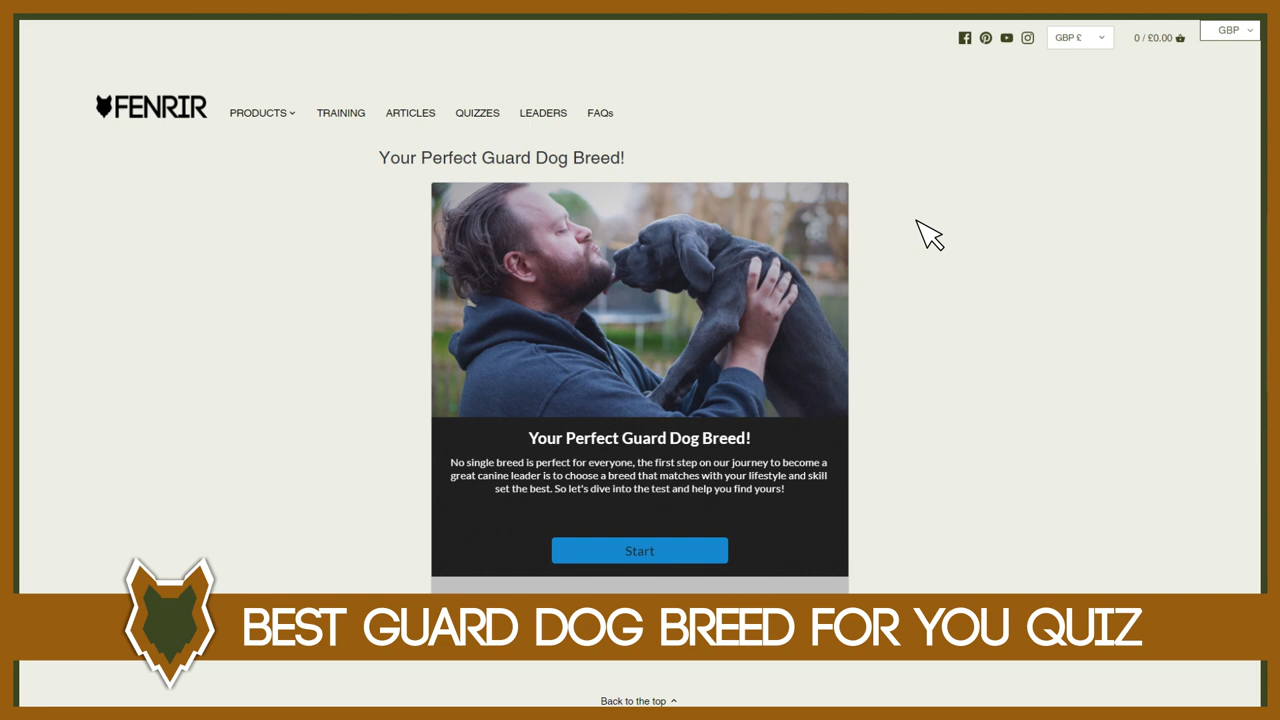 GBP £
0 / £0.00
GBP
FENRIR
PRODUCTS TRAINING ARTICLES QUIZZES LEADERS FAQs
Your Perfect Guard Dog Breed!
Your Perfect Guard Dog Breed!
No single breed is perfect for everyone, the first step on our journey to become a
great canine leader is to choose a breed that matches with your lifestyle and skill
set the best. So let's dive into the test and help you find yours!
Start
BEST GUARD DOG BREED FOR YOU QUIZ
Back to the top